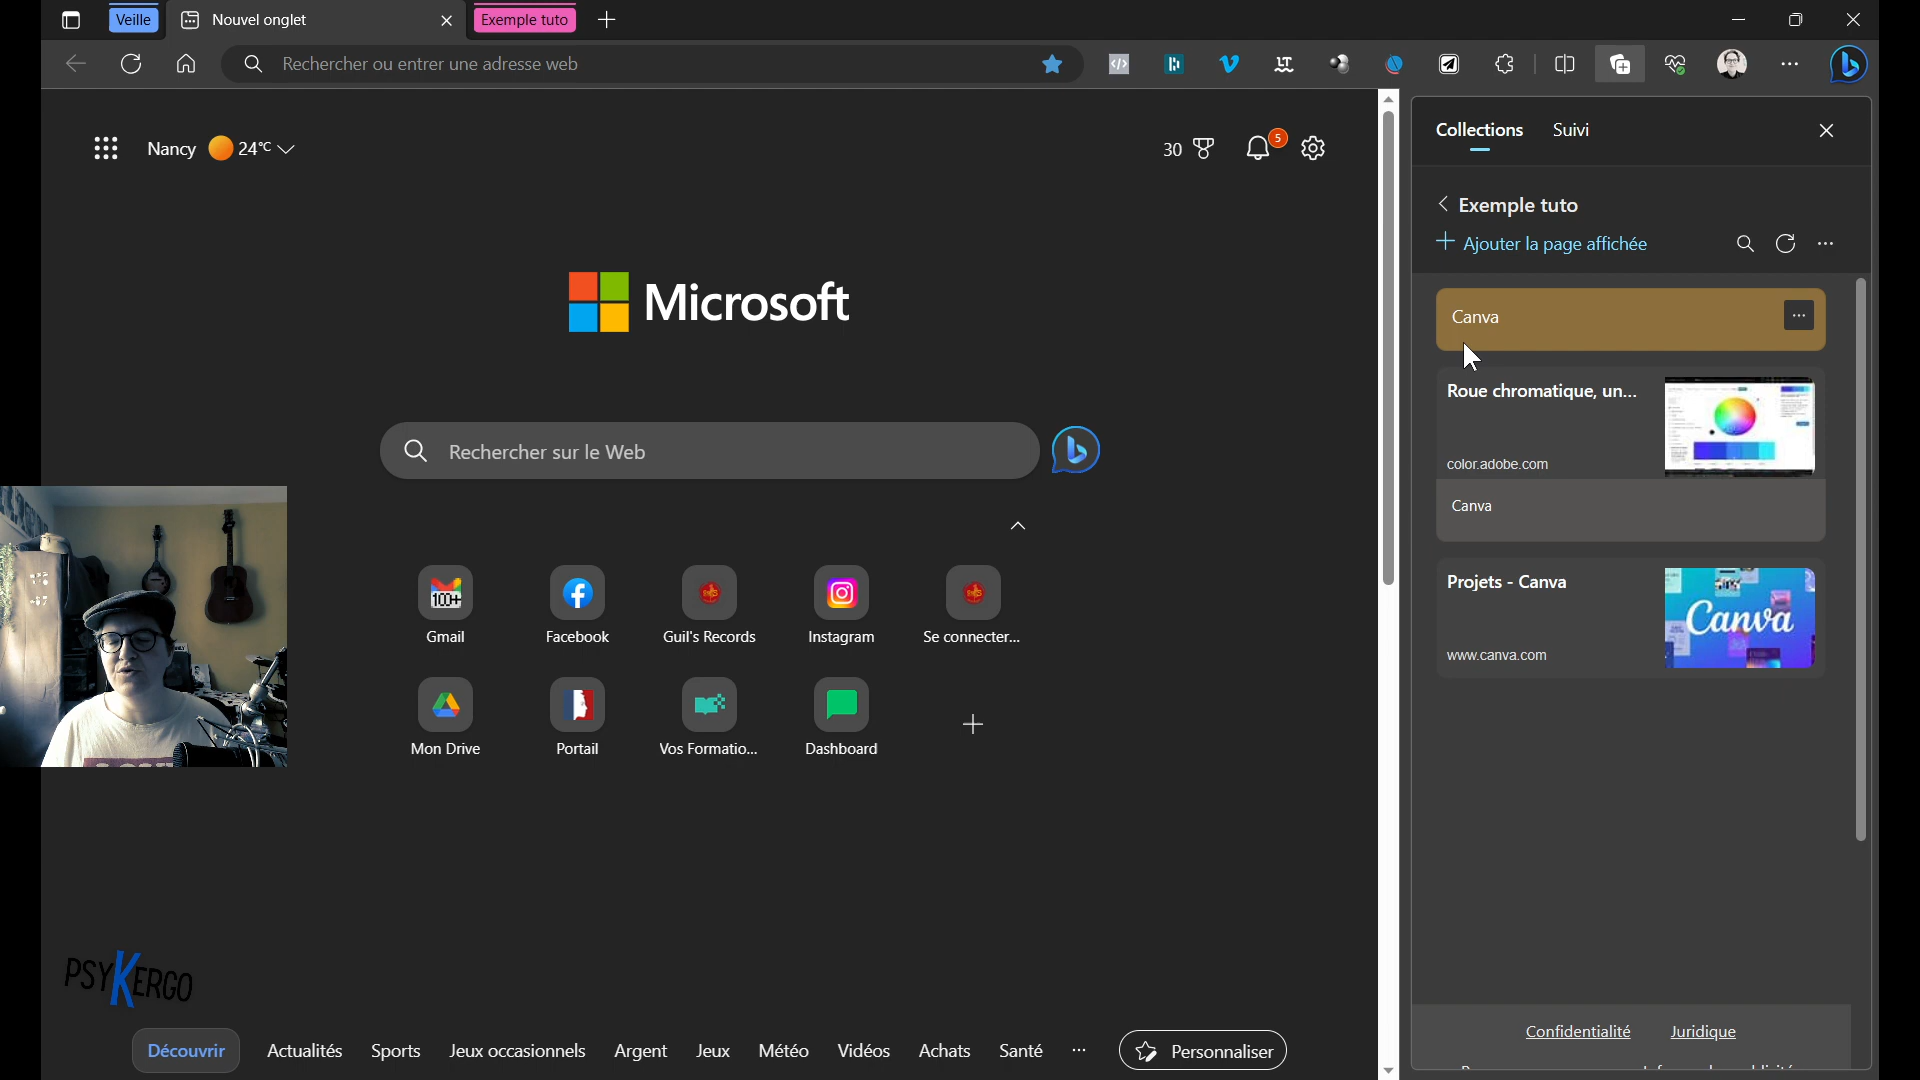 Veille
Nouvel onglet
Exemple tuto
Rechercher ou entrer une adresse web
Nancy 24°C
30
5
Microsoft
Rechercher sur le Web
100+
Gmail
Facebook
Guil's Records
Instagram
Se connecter...
Mon Drive
Portail
Vos Formatio...
Dashboard
PSYKERGO
Découvrir
Actualités
Sports
Jeux occasionnels
Argent
Jeux
Météo
Vidéos
Achats
Santé
Personnaliser
Collections
Suivi
Exemple tuto
Ajouter la page affichée
Canva
Roue chromatique, un...
color.adobe.com
Canva
Projets - Canva
www.canva.com
Canva
Confidentialité
Juridique